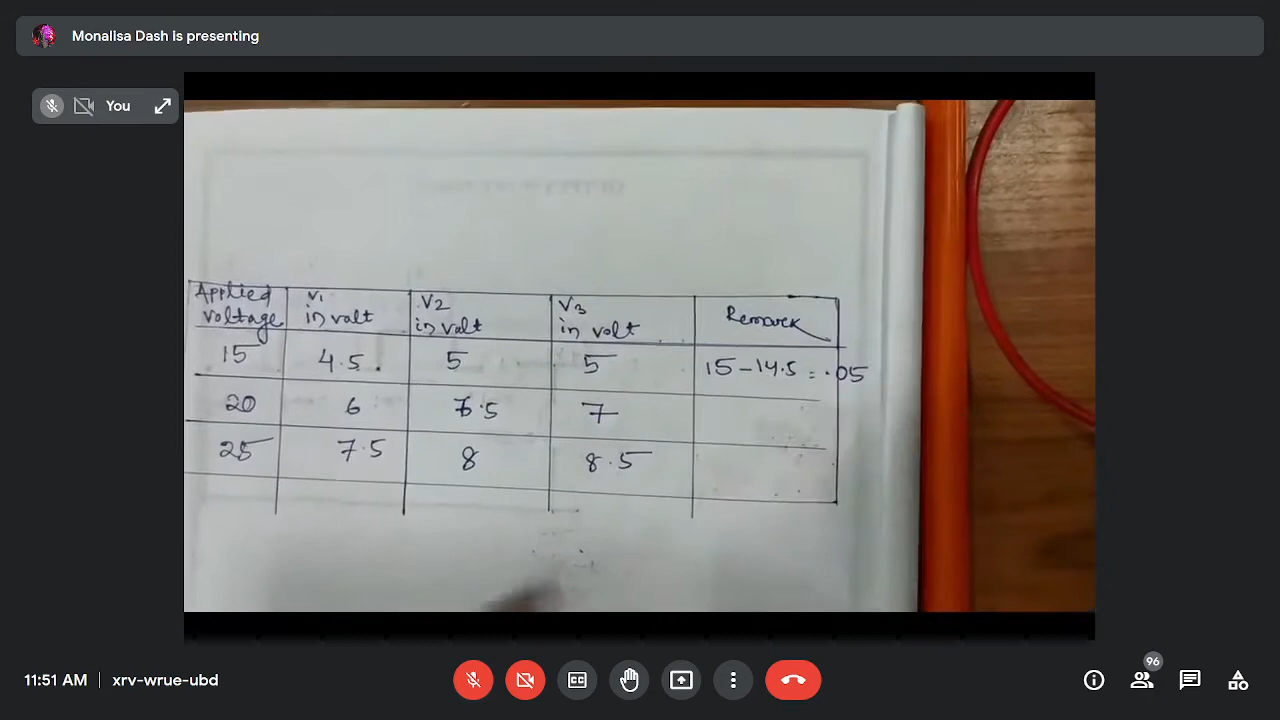 Monalisa Dash is presenting
You
Applied voltage V1 in volt V2 in volt V3 in volt Remark
15 4.5 5 5 15-14.5 = .05
20 6 6.5 7
25 7.5 8 8.5
11:51 AM | xrv-wrue-ubd
CC
96